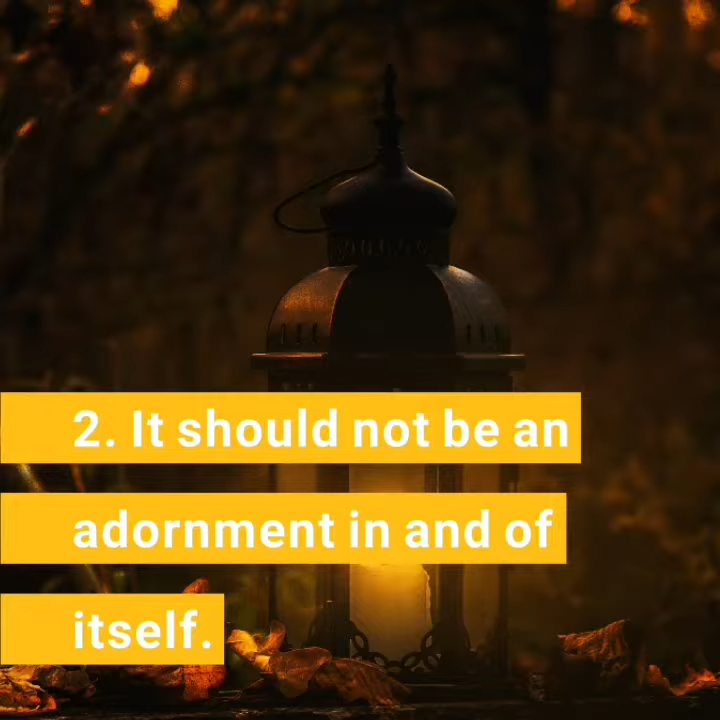 2. It should not be an
adornment in and of
itself.